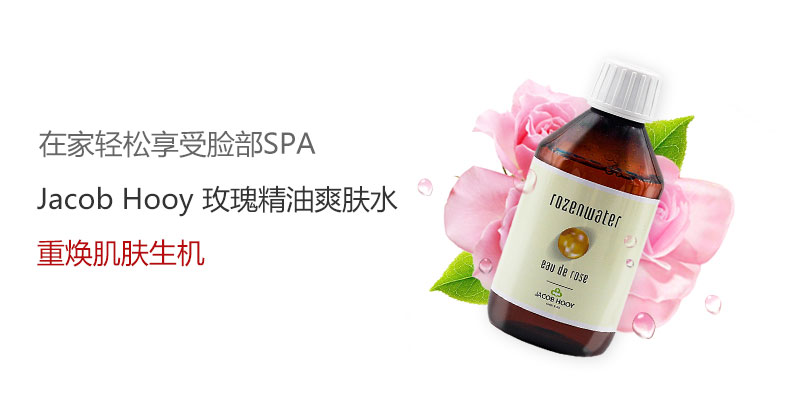 在家轻松享受脸部SPA
Jacob Hooy 玫瑰精油爽肤水
重焕肌肤生机
rozenwater
eau de rose
JACOB HOOY